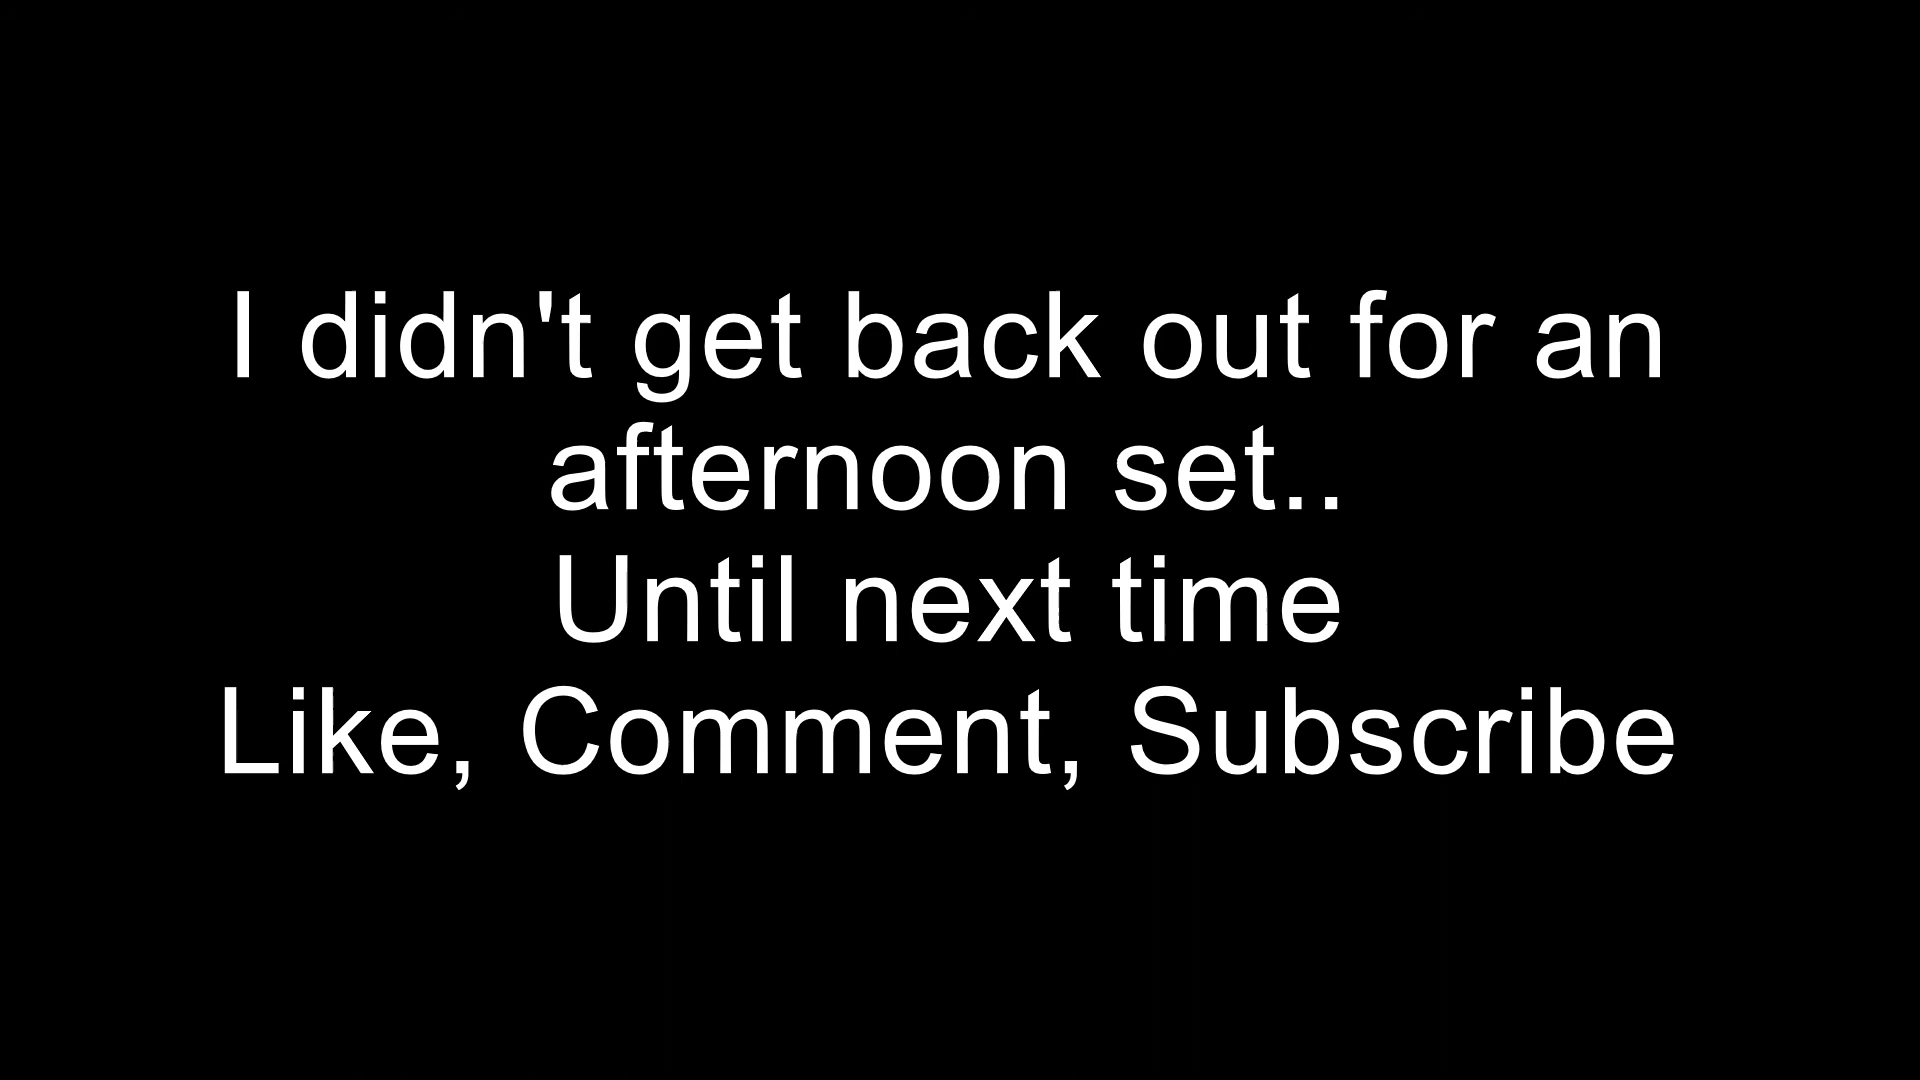 I didn't get back out for an
afternoon set..
Until next time
Like, Comment, Subscribe